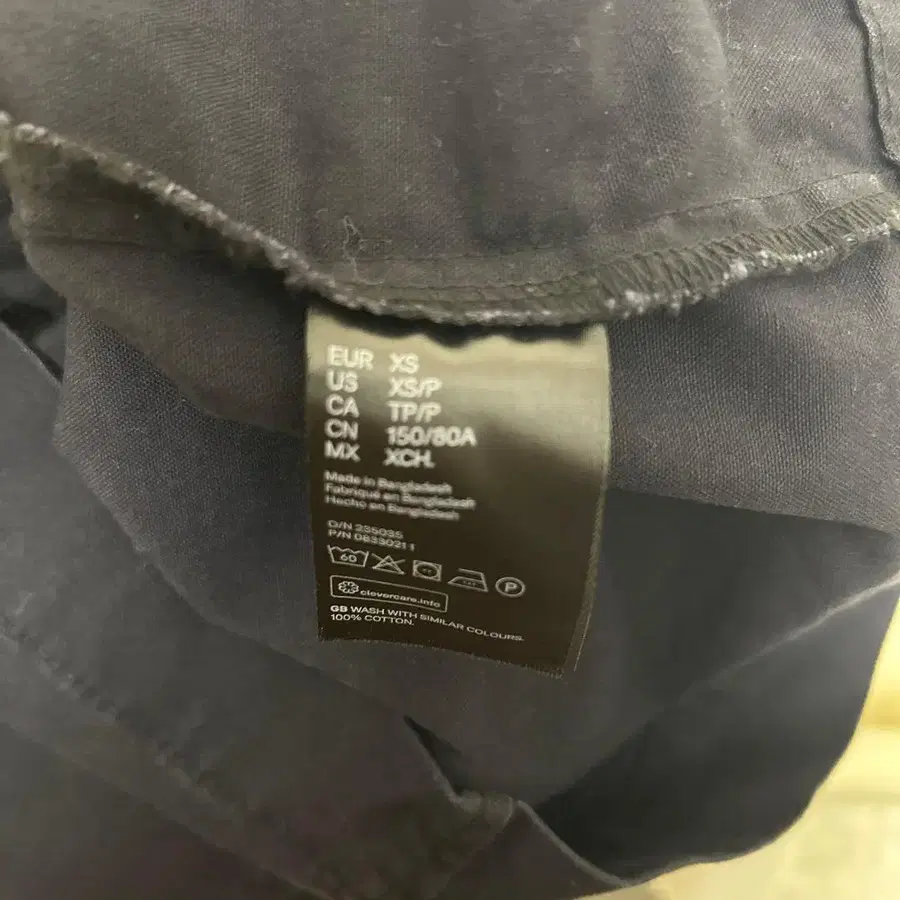 EUR XS
US XS/P
CA TP/P
CN 150/80A
MX XCH.
Made in Bangladesh
Fabriqué en Bangladesh
Hecho en Bangladesh
O/N 235035
P/N 08330211
60
P
clevercare.info
GB WASH WITH SIMILAR COLOURS.
100% COTTON.